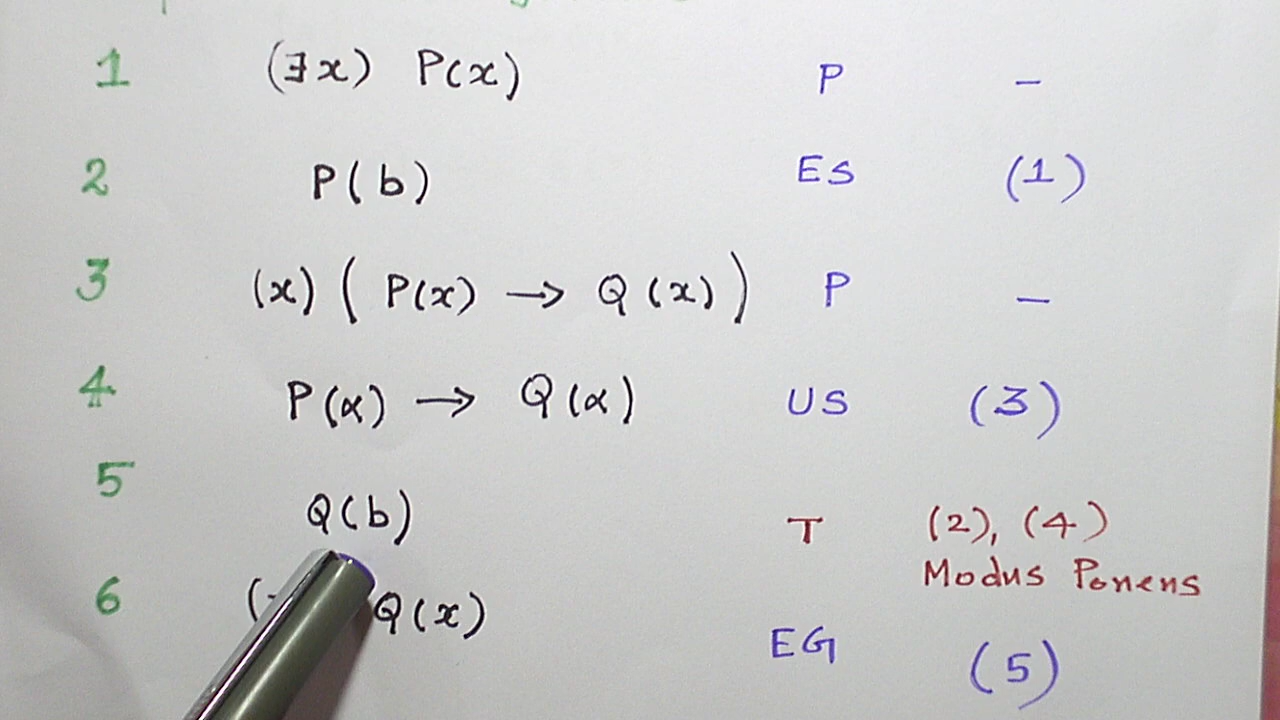 1 (∃x) P(x) P –
2 P(b) ES (1)
3 (x) ( P(x) → Q(x) ) P –
4 P(α) → Q(α) US (3)
5 Q(b) T (2), (4)
Modus Ponens
6 ( Q(x) EG (5)